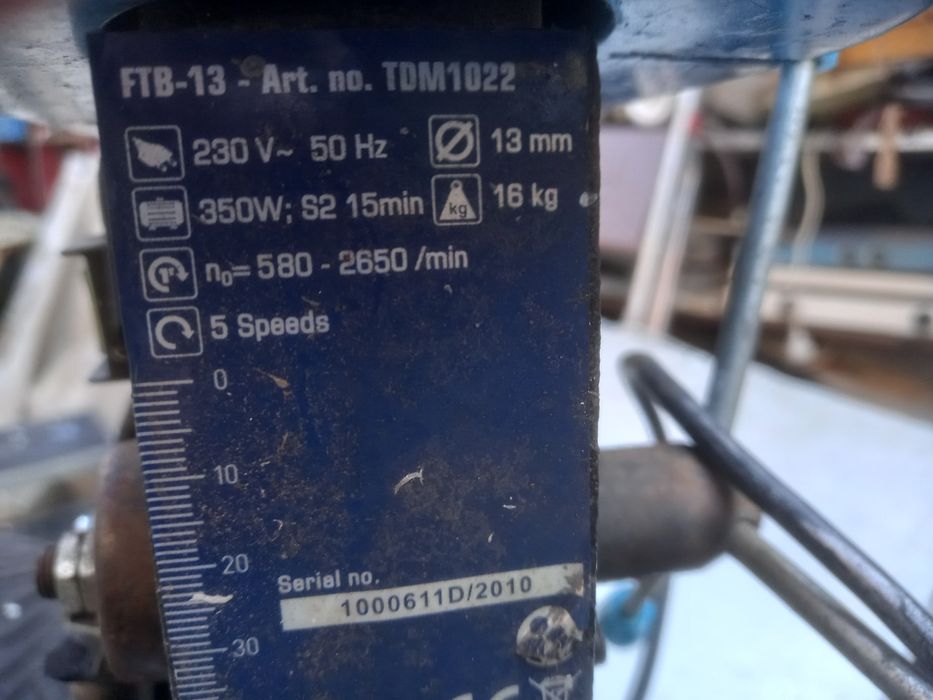 FTB-13 - Art. no. TDM1022
230 V~ 50 Hz
13 mm
350W; S2 15min
kg
16 kg
1
n0= 580 - 2650 /min
5 Speeds
0
10
20
Serial no.
1000611D/2010
30